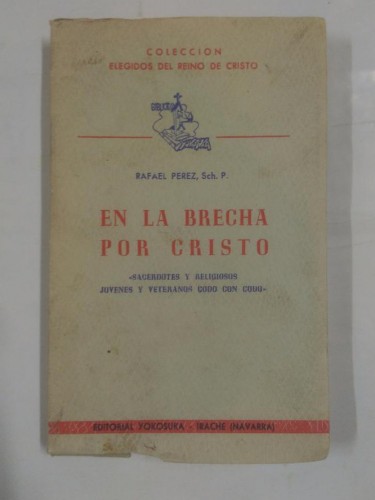 COLECCION
ELEGIDOS DEL REINO DE CRISTO
RAFAEL PEREZ, Sch. P.
EN LA BRECHA
POR CRISTO
«SACERDOTES Y RELIGIOSOS
JOVENES Y VETERANOS CODO CON CODO»
EDITORIAL YOKOSUKA - IRACHE (NAVARRA)